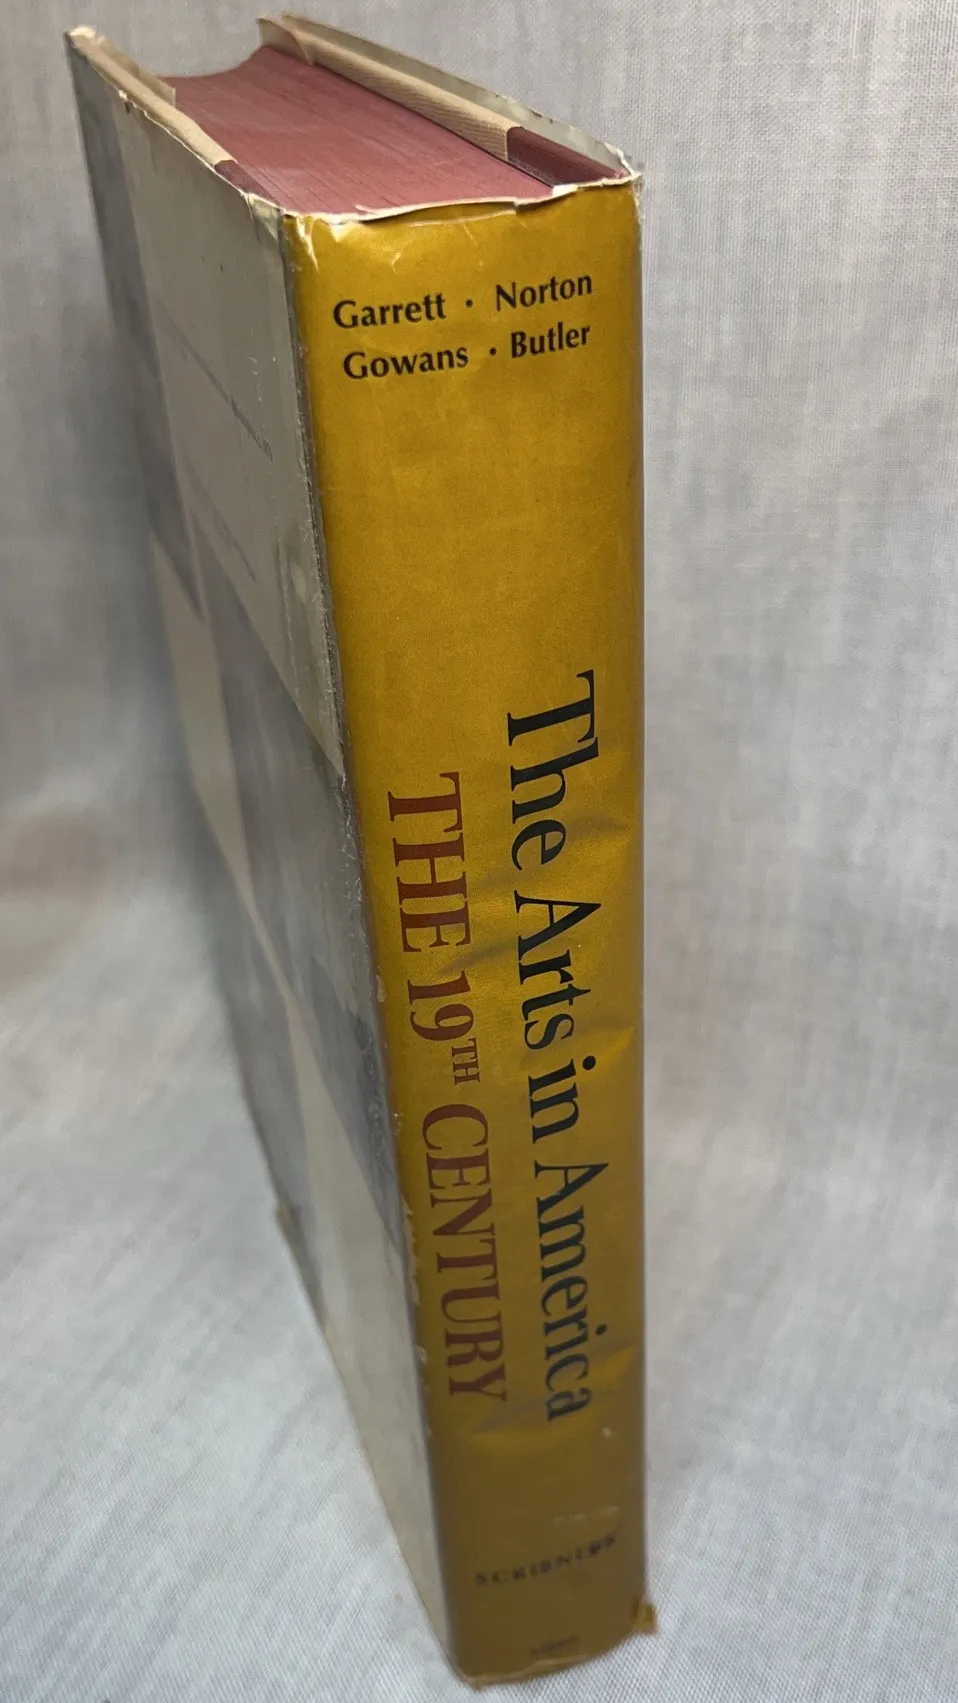 Garrett · Norton
Gowans · Butler
The Arts in America
THE 19TH CENTURY
SCRIBNERS